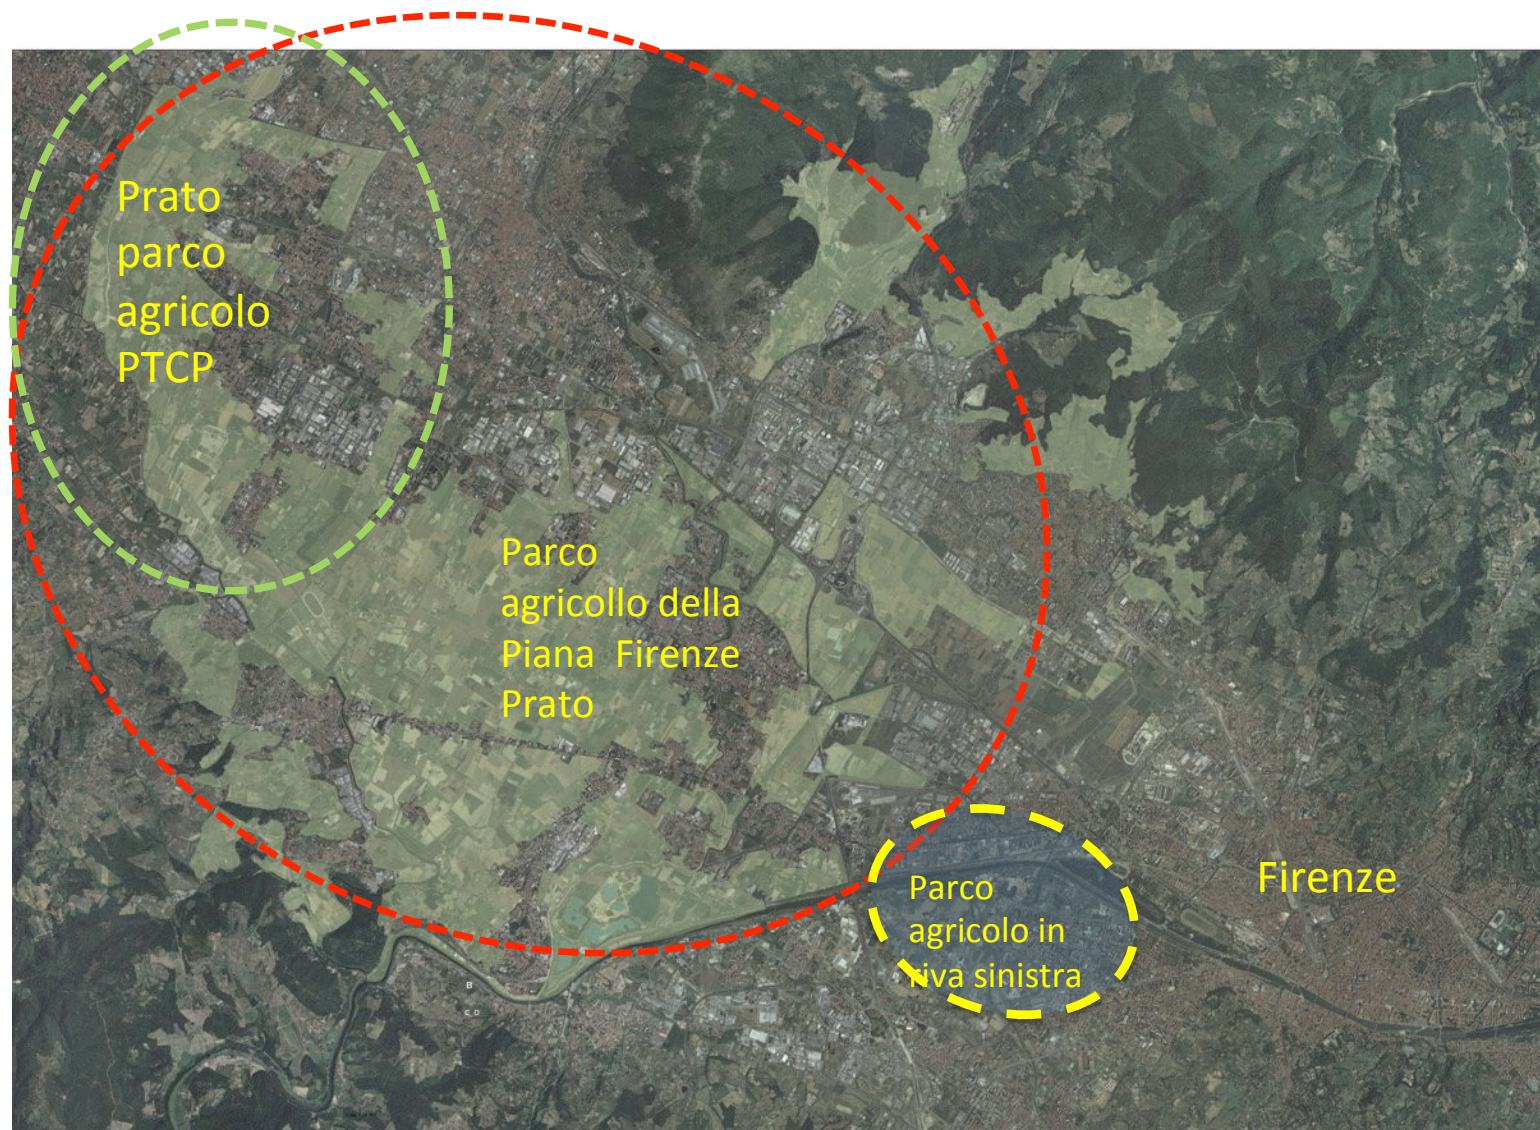 Prato
parco
agricolo
PTCP
Parco
agricollo della
Piana Firenze
Prato
Parco
agricolo in
riva sinistra
Firenze
B
C D